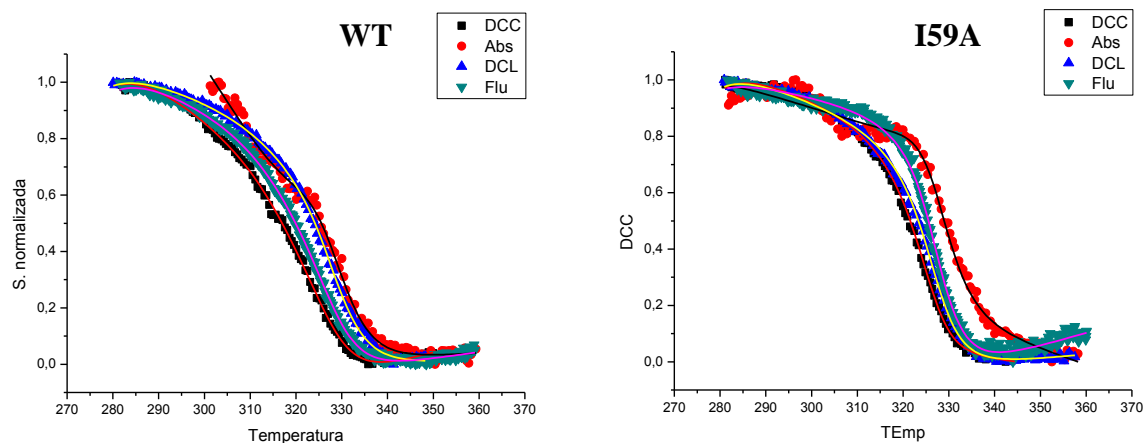 WT
DCC
Abs
DCL
Flu
1,0
0,8
0,6
0,4
0,2
0,0
S. normalizada
270 280 290 300 310 320 330 340 350 360 370
Temperatura
I59A
DCC
Abs
DCL
Flu
1,0
0,8
0,6
0,4
0,2
0,0
DCC
270 280 290 300 310 320 330 340 350 360 370
TEmp